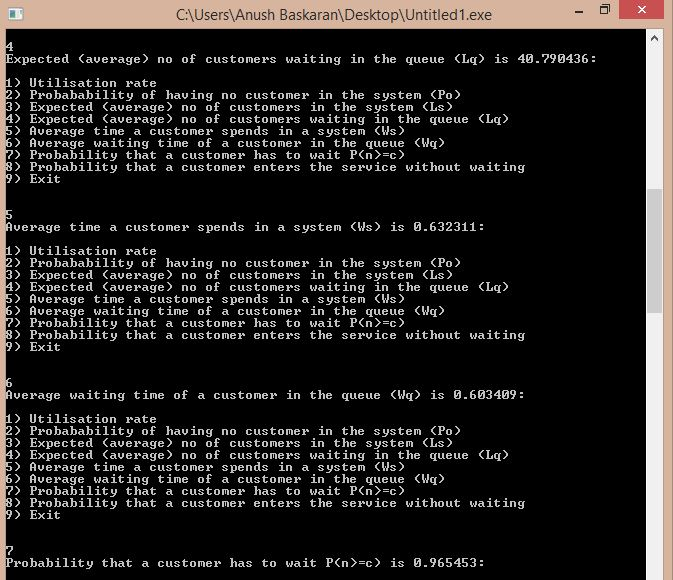 C:\Users\Anush Baskaran\Desktop\Untitled1.exe
4
Expected (average) no of customers waiting in the queue (Lq) is 40.790436:
1) Utilisation rate
2) Probabability of having no customer in the system (Po)
3) Expected (average) no of customers in the system (Ls)
4) Expected (average) no of customers waiting in the queue (Lq)
5) Average time a customer spends in a system (Ws)
6) Average waiting time of a customer in the queue (Wq)
7) Probability that a customer has to wait P(n)>=c)
8) Probability that a customer enters the service without waiting
9) Exit
5
Average time a customer spends in a system (Ws) is 0.632311:
1) Utilisation rate
2) Probabability of having no customer in the system (Po)
3) Expected (average) no of customers in the system (Ls)
4) Expected (average) no of customers waiting in the queue (Lq)
5) Average time a customer spends in a system (Ws)
6) Average waiting time of a customer in the queue (Wq)
7) Probability that a customer has to wait P(n)>=c)
8) Probability that a customer enters the service without waiting
9) Exit
6
Average waiting time of a customer in the queue (Wq) is 0.603409:
1) Utilisation rate
2) Probabability of having no customer in the system (Po)
3) Expected (average) no of customers in the system (Ls)
4) Expected (average) no of customers waiting in the queue (Lq)
5) Average time a customer spends in a system (Ws)
6) Average waiting time of a customer in the queue (Wq)
7) Probability that a customer has to wait P(n)>=c)
8) Probability that a customer enters the service without waiting
9) Exit
7
Probability that a customer has to wait P(n)>=c) is 0.965453: